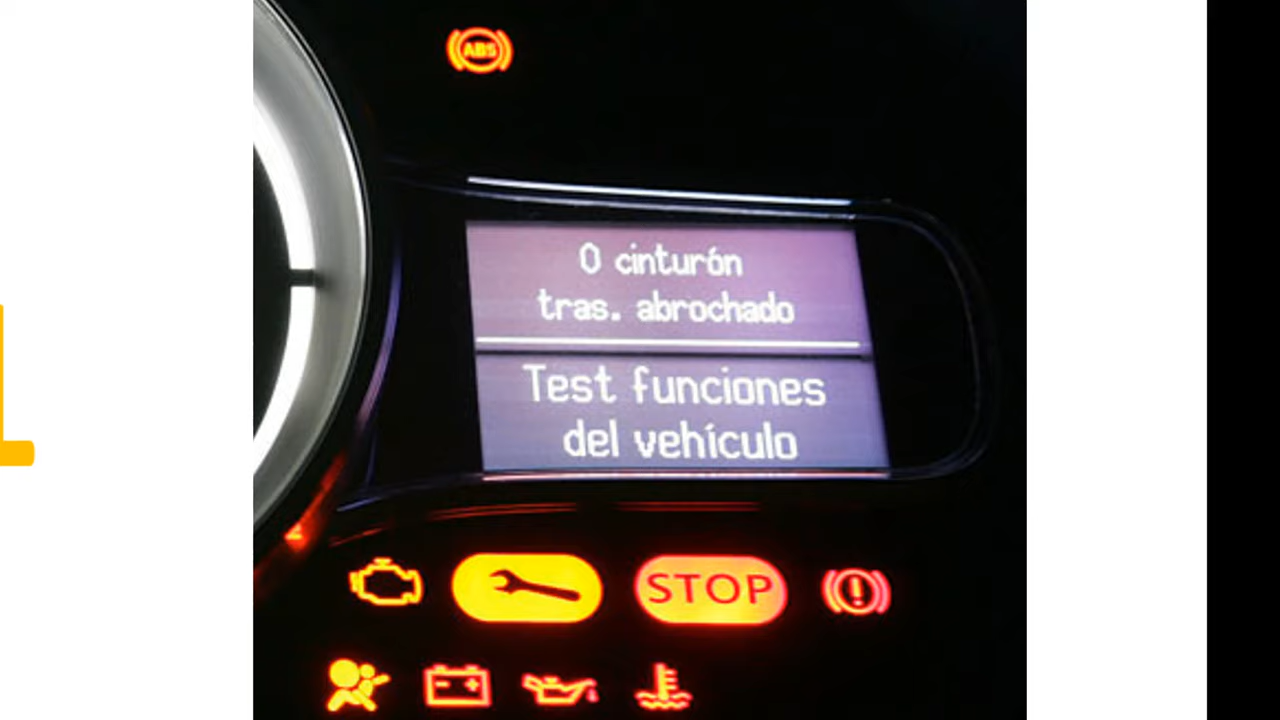 ABS
0 cinturón
tras. abrochado
Test funciones
del vehículo
STOP